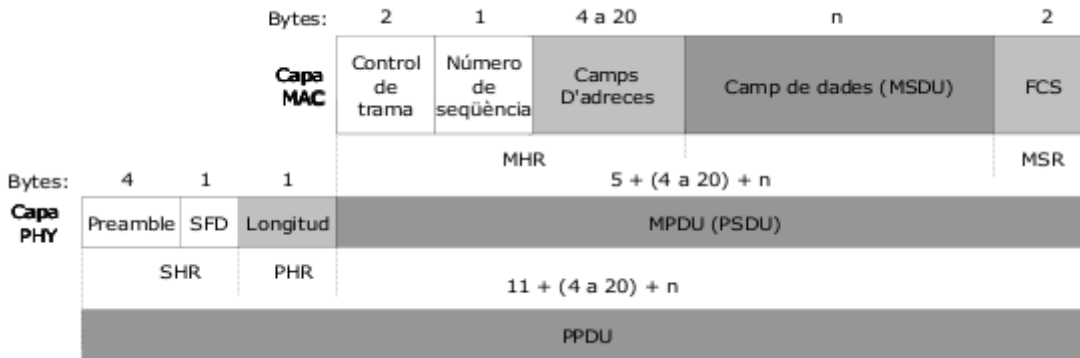 Bytes: 2 1 4 a 20 n 2
Capa
MAC
Control
de
trama
Número
de
seqüència
Camps
D'adreces
Camp de dades (MSDU)
FCS
MHR MSR
Bytes: 4 1 1 5 + (4 a 20) + n
Capa
PHY
Preamble SFD Longitud MPDU (PSDU)
SHR PHR
11 + (4 a 20) + n
PPDU